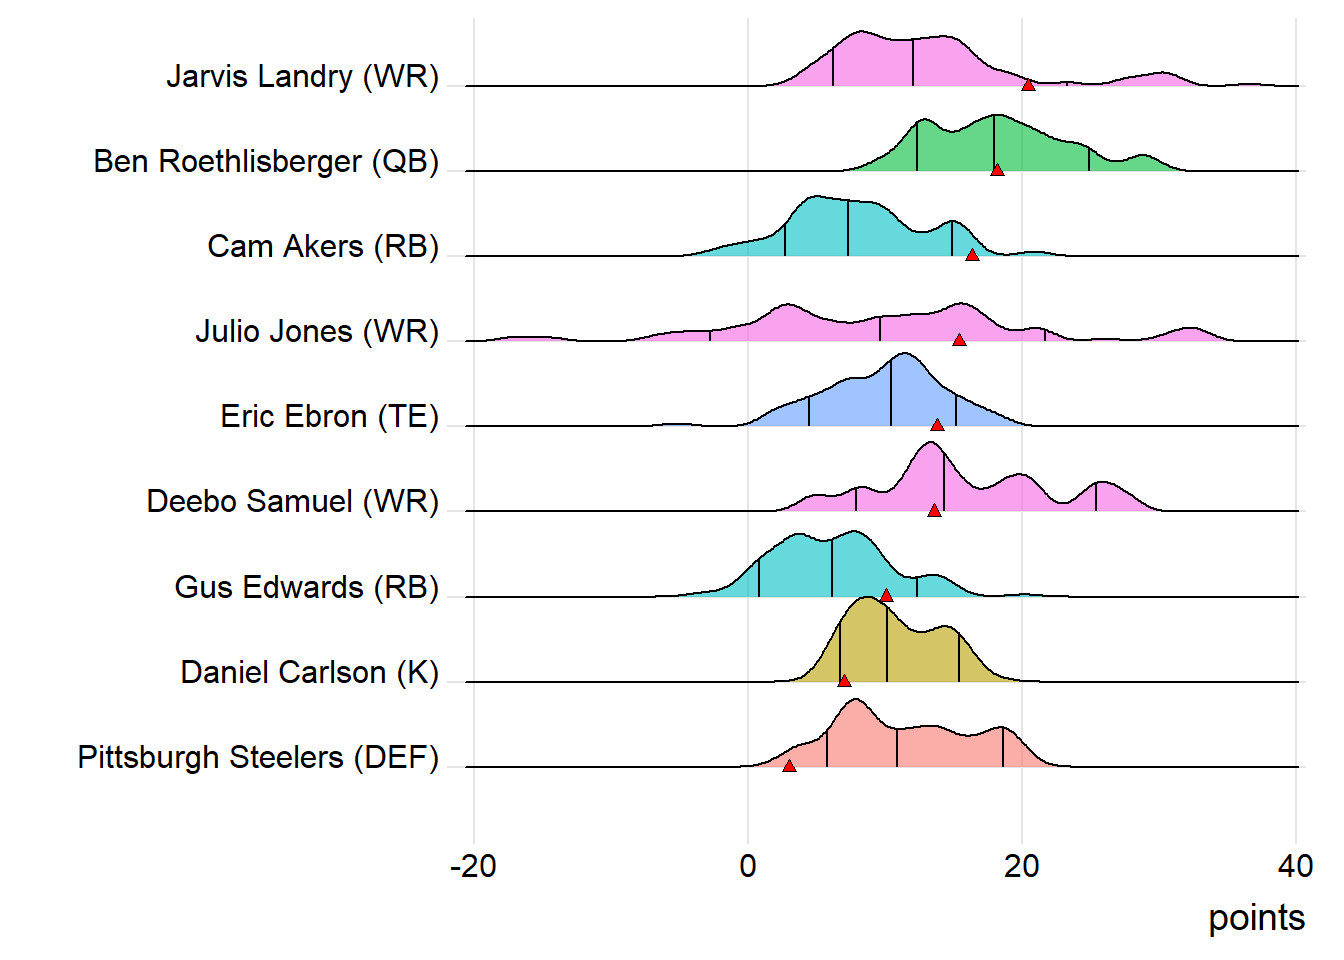 Jarvis Landry (WR)
Ben Roethlisberger (QB)
Cam Akers (RB)
Julio Jones (WR)
Eric Ebron (TE)
Deebo Samuel (WR)
Gus Edwards (RB)
Daniel Carlson (K)
Pittsburgh Steelers (DEF)
-20 0 20 40
points